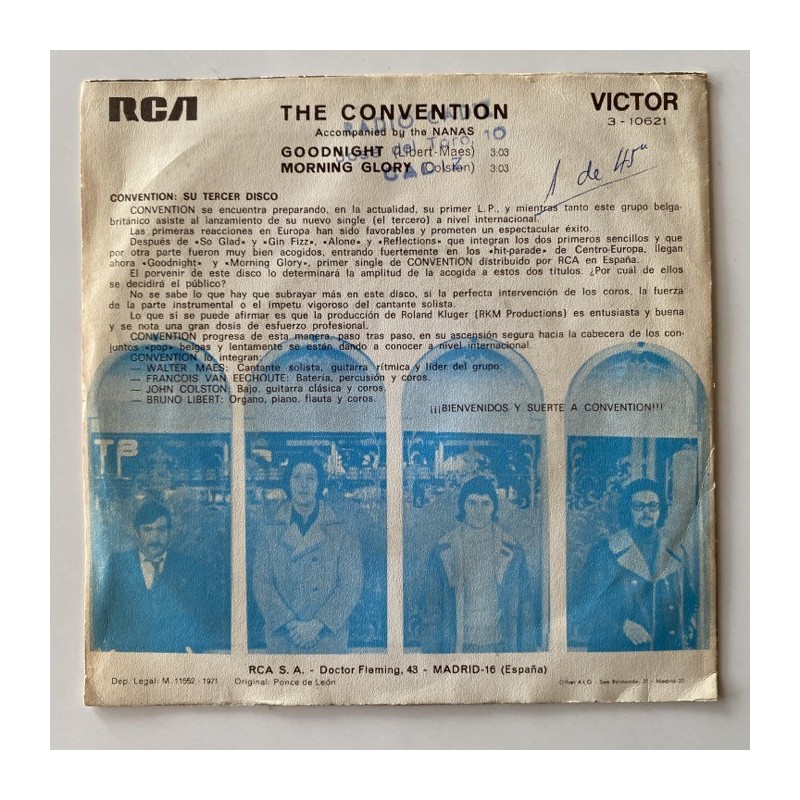 RCA THE CONVENTION VICTOR
Accompanied by the NANAS 3 - 10621
GOODNIGHT (Libert-Maes) 3:03
MORNING GLORY (Colston) 3:03
RADIO CADIZ
José del Toro, 10
CADIZ
1 de 45
CONVENTION: SU TERCER DISCO
CONVENTION se encuentra preparando, en la actualidad, su primer L.P., y mientras tanto este grupo belga-
británico asiste al lanzamiento de su nuevo single (el tercero) a nivel internacional.
Las primeras reacciones en Europa han sido favorables y prometen un espectacular éxito.
Después de «So Glad» y «Gin Fizz», «Alone» y «Reflections» que integran los dos primeros sencillos y que
por otra parte fueron muy bien acogidos, entrando fuertemente en los «hit-parade» de Centro-Europa, llegan
ahora «Goodnight» y «Morning Glory», primer single de CONVENTION distribuido por RCA en España.
El porvenir de este disco lo determinará la amplitud de la acogida a estos dos títulos. ¿Por cuál de ellos
se decidirá el público?
No se sabe lo que hay que subrayar más en este disco, si la perfecta intervención de los coros, la fuerza
de la parte instrumental o el ímpetu vigoroso del cantante solista.
Lo que sí se puede afirmar es que la producción de Roland Kluger (RKM Productions) es entusiasta y buena
y se nota una gran dosis de esfuerzo profesional.
CONVENTION progresa de esta manera, paso tras paso, en su ascensión segura hacia la cabecera de los con-
juntos «pop» belgas y lentamente se están dando a conocer a nivel internacional.
CONVENTION lo integran:
— WALTER MAES: Cantante solista, guitarra rítmica y líder del grupo.
— FRANCOIS VAN EECHOUTE: Batería, percusión y coros.
— JOHN COLSTON: Bajo, guitarra clásica y coros.
— BRUNO LIBERT: Organo, piano, flauta y coros.
¡¡¡BIENVENIDOS Y SUERTE A CONVENTION!!!
RCA S. A. - Doctor Fleming, 43 - MADRID-16 (España)
Dep. Legal: M. 11552 - 1971 Original: Ponce de León Offset ALG - San Raimundo, - Madrid-20